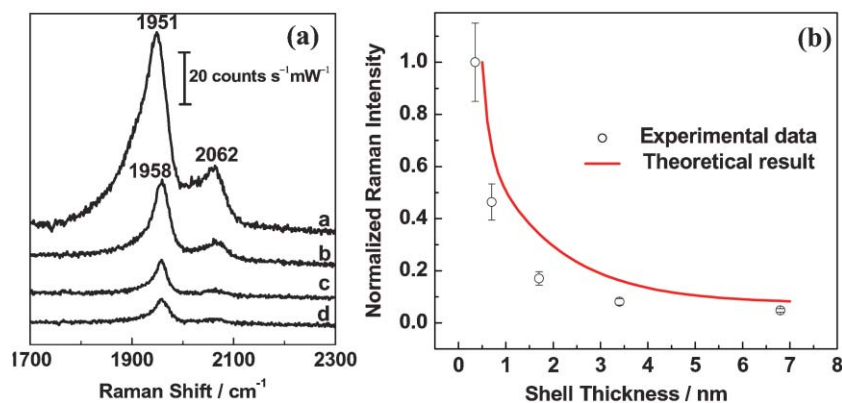 1951
(a)
20 counts s⁻¹mW⁻¹
2062
1958
a
b
c
d
1700
1900
2100
2300
Raman Shift / cm⁻¹
(b)
Normalized Raman Intensity
1.0
0.8
0.6
0.4
0.2
0.0
Experimental data
Theoretical result
0 1 2 3 4 5 6 7 8
Shell Thickness / nm